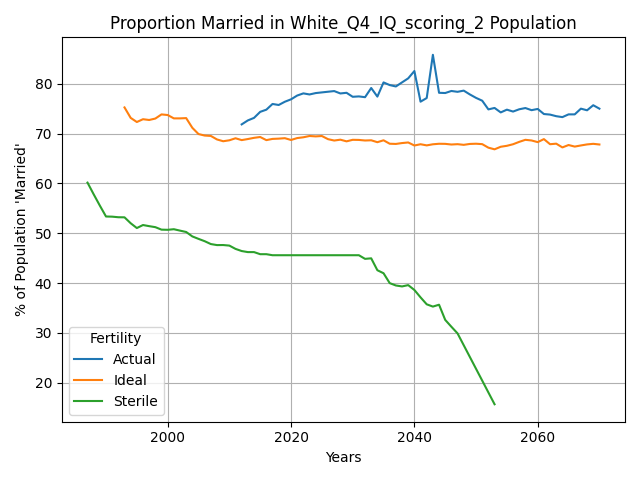 Proportion Married in White_Q4_IQ_scoring_2 Population
% of Population 'Married'
80
70
60
50
40
30
20
Fertility
Actual
Ideal
Sterile
2000 2020 2040 2060
Years